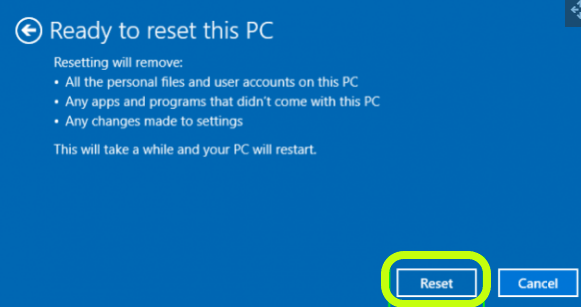 Ready to reset this PC
Resetting will remove:
• All the personal files and user accounts on this PC
• Any apps and programs that didn't come with this PC
• Any changes made to settings
This will take a while and your PC will restart.
Reset
Cancel